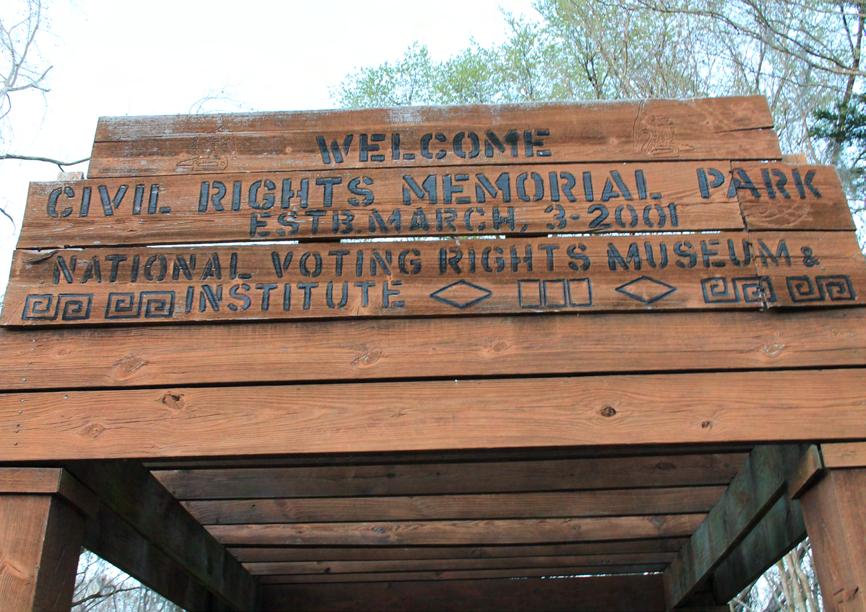 WELCOME
CIVIL RIGHTS MEMORIAL PARK
ESTB. MARCH, 3-2001
NATIONAL VOTING RIGHTS MUSEUM &
INSTITUTE